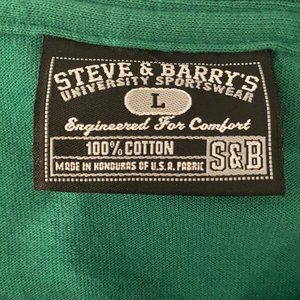 STEVE & BARRY'S
UNIVERSITY SPORTSWEAR
L
Engineered For Comfort
100% COTTON
S&B
MADE IN HONDURAS OF U.S.A. FABRIC